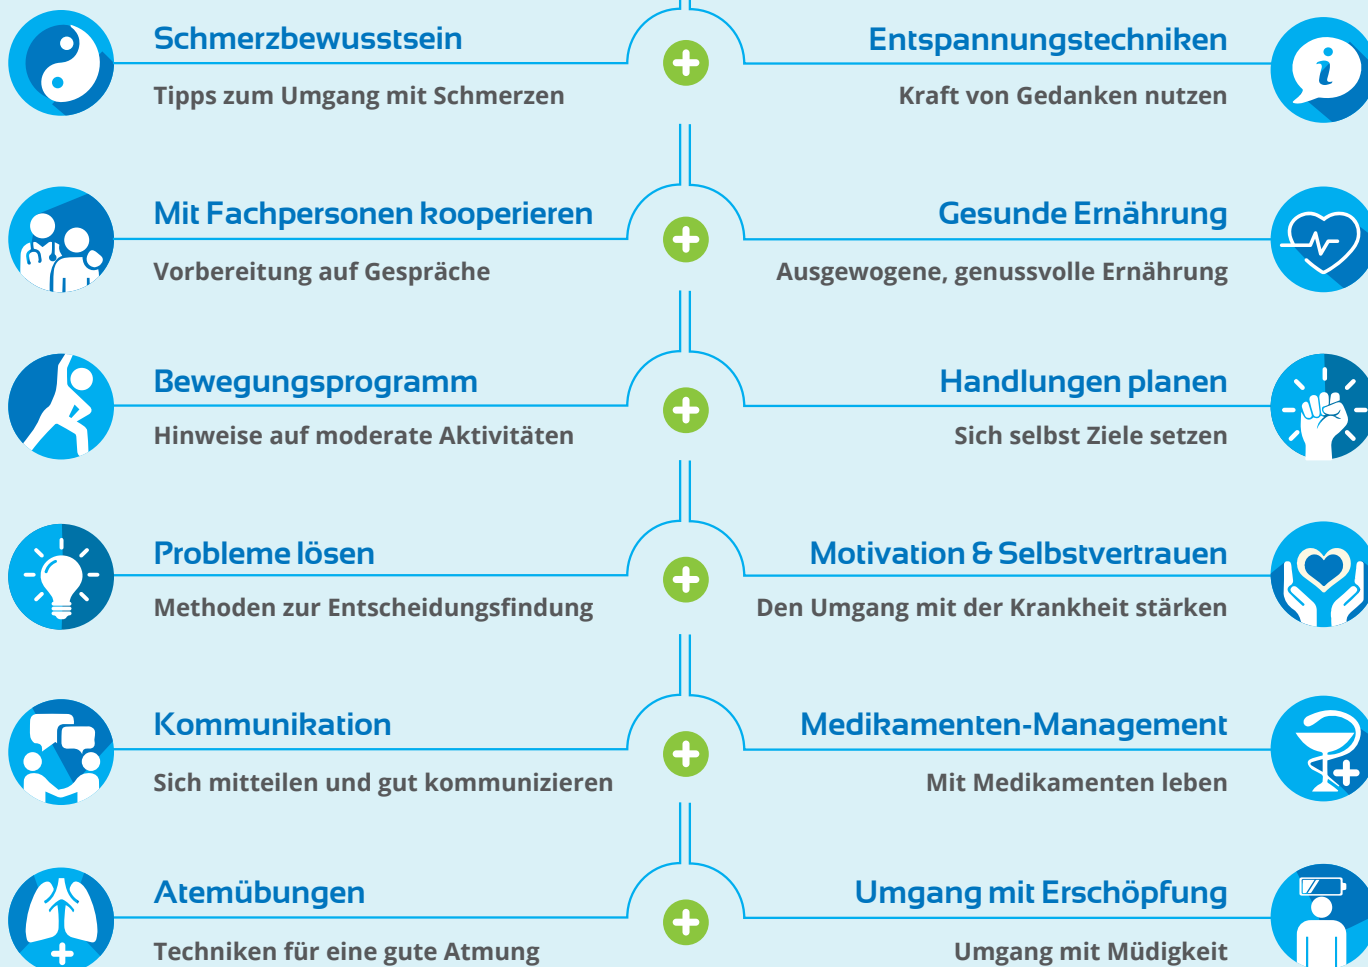 Schmerzbewusstsein
Tipps zum Umgang mit Schmerzen
Entspannungstechniken
Kraft von Gedanken nutzen
i
Mit Fachpersonen kooperieren
Vorbereitung auf Gespräche
Gesunde Ernährung
Ausgewogene, genussvolle Ernährung
Bewegungsprogramm
Hinweise auf moderate Aktivitäten
Handlungen planen
Sich selbst Ziele setzen
Probleme lösen
Methoden zur Entscheidungsfindung
Motivation & Selbstvertrauen
Den Umgang mit der Krankheit stärken
Kommunikation
Sich mitteilen und gut kommunizieren
Medikamenten-Management
Mit Medikamenten leben
Atemübungen
Techniken für eine gute Atmung
Umgang mit Erschöpfung
Umgang mit Müdigkeit